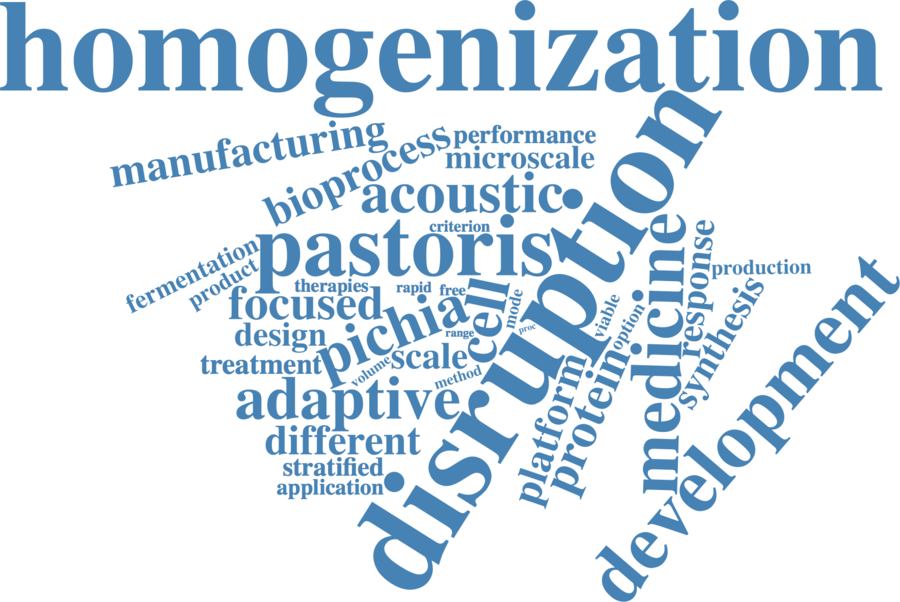 homogenization
manufacturing
bioprocess
performance
microscale
acoustic
disruption
criterion
pastoris
fermentation
product
therapies
rapid
free
focused
pichia
cell
mode
proc
range
viable
option
medicine
response
production
synthesis
development
design
treatment
volume
scale
method
adaptive
platform
protein
different
stratified
application